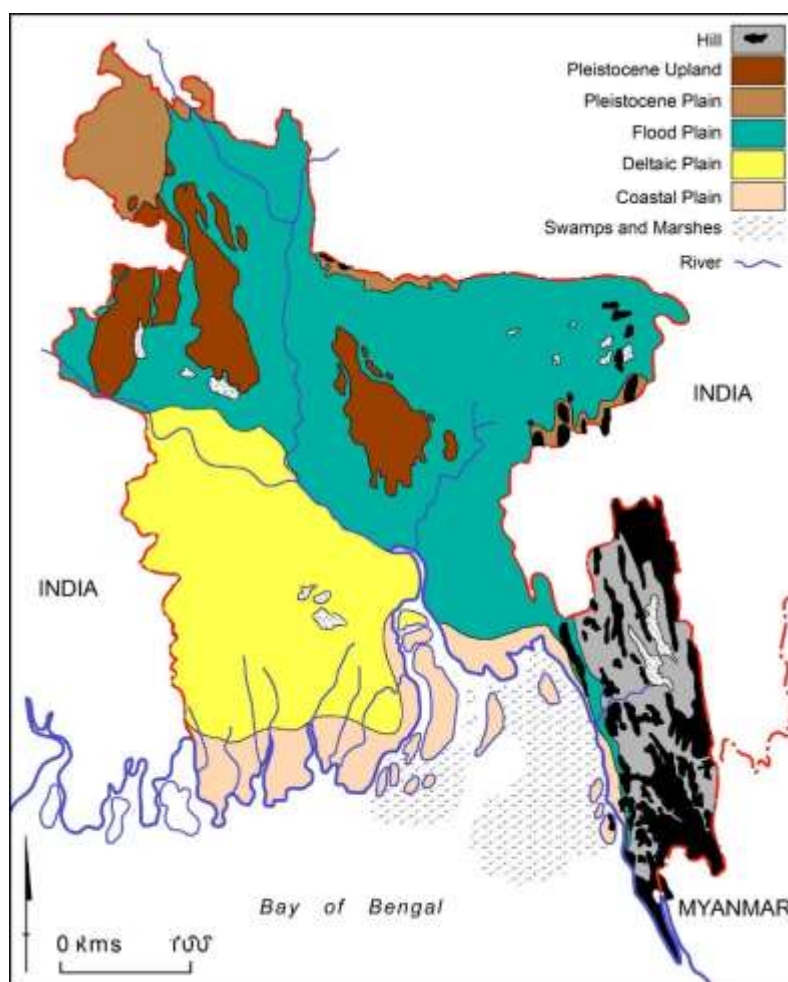 Hill
Pleistocene Upland
Pleistocene Plain
Flood Plain
Deltaic Plain
Coastal Plain
Swamps and Marshes
River
INDIA
INDIA
MYANMAR
Bay of Bengal
0 kms